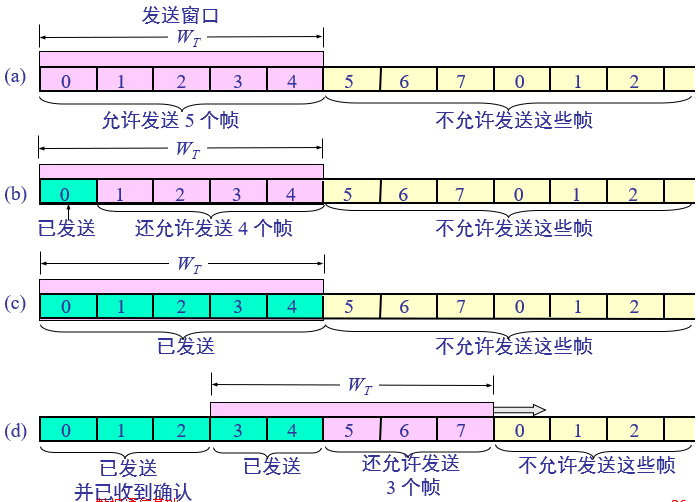 发送窗口
W_T
(a) 0 1 2 3 4 5 6 7 0 1 2
允许发送 5 个帧 不允许发送这些帧
W_T
(b) 0 1 2 3 4 5 6 7 0 1 2
已发送 还允许发送 4 个帧 不允许发送这些帧
W_T
(c) 0 1 2 3 4 5 6 7 0 1 2
已发送 不允许发送这些帧
W_T
(d) 0 1 2 3 4 5 6 7 0 1 2
已发送 已发送 还允许发送 不允许发送这些帧
并已收到确认 3 个帧